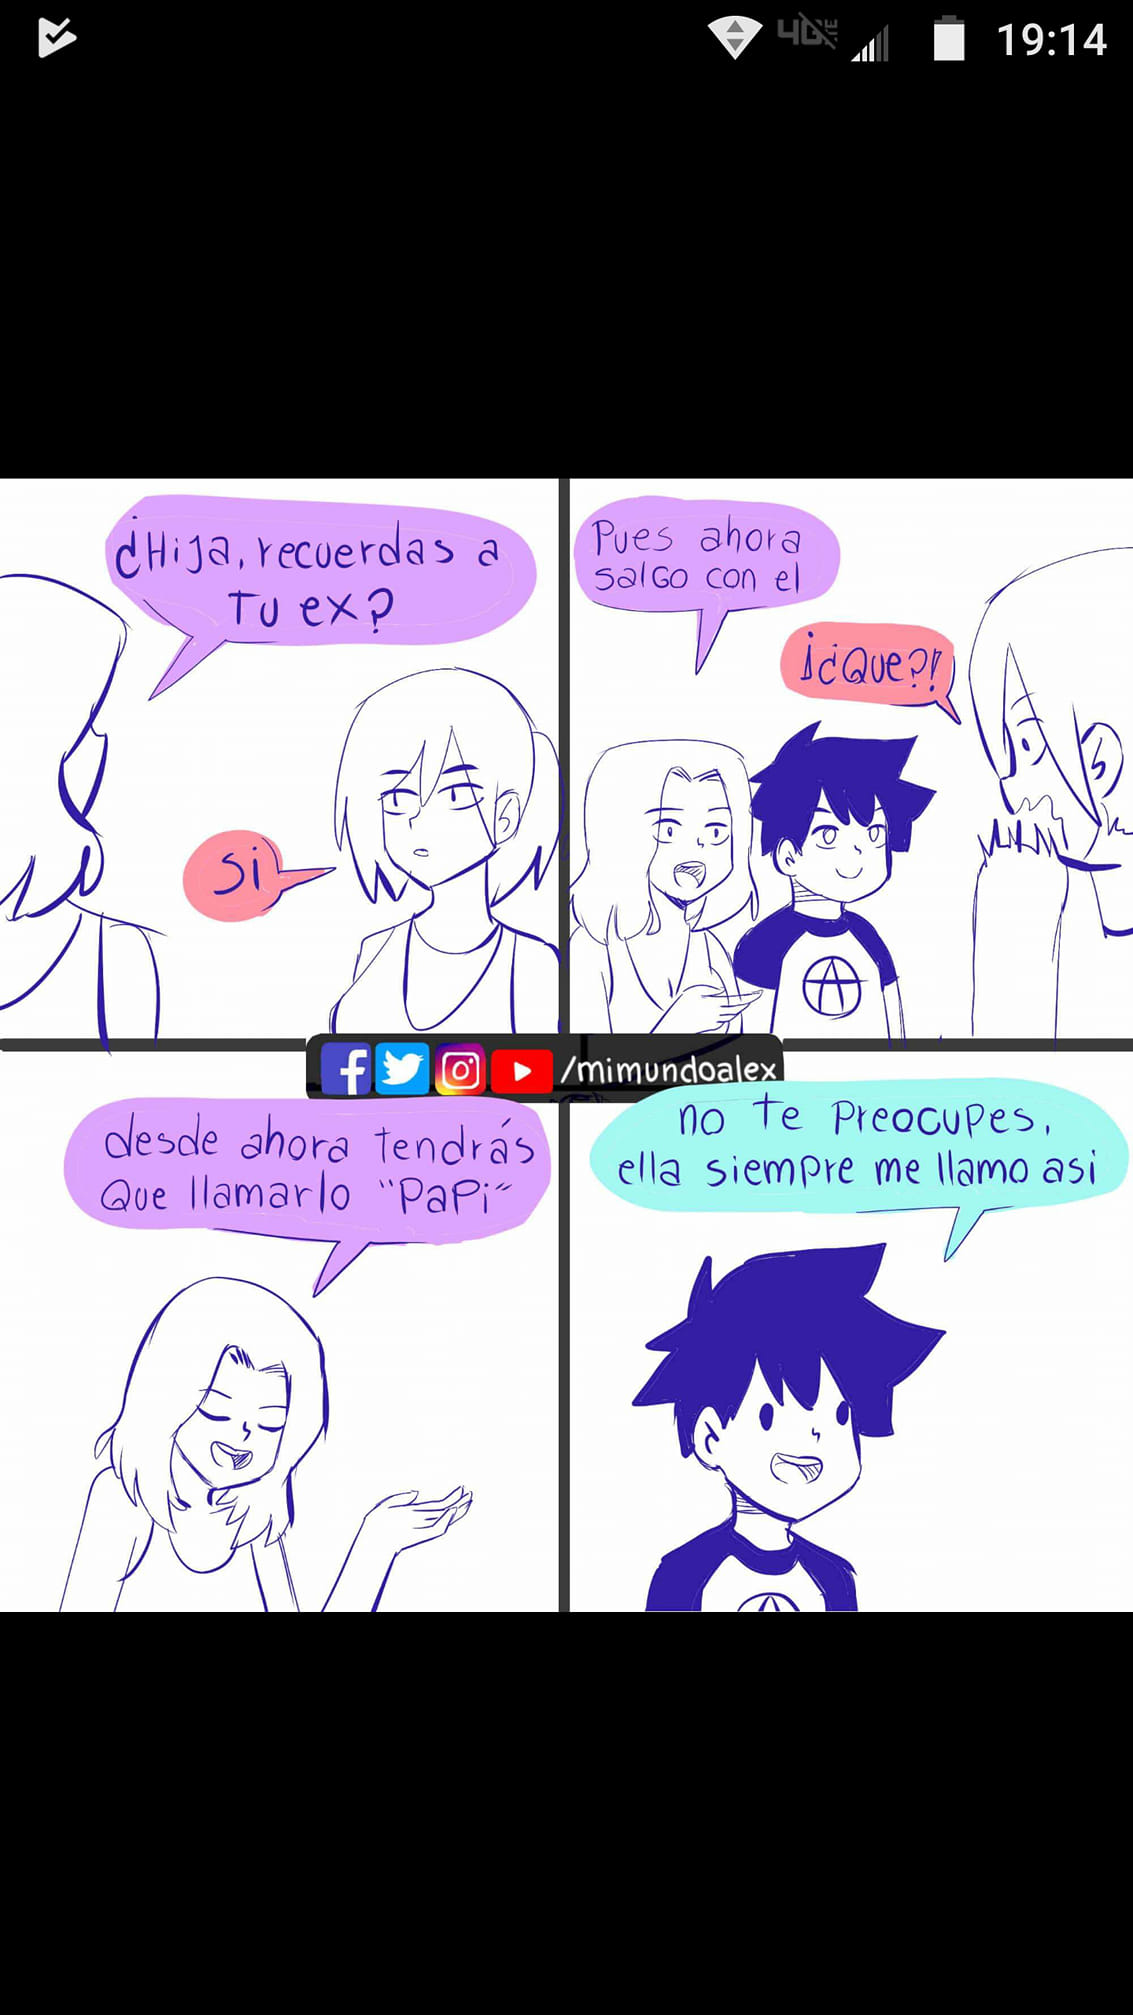 19:14
¿Hija, recuerdas a
Tu ex?
Si
Pues ahora
salgo con el
¡¿Que?!
/mimundoalex
desde ahora tendrás
Que llamarlo "Papi"
no te Preocupes,
ella siempre me llamo asi